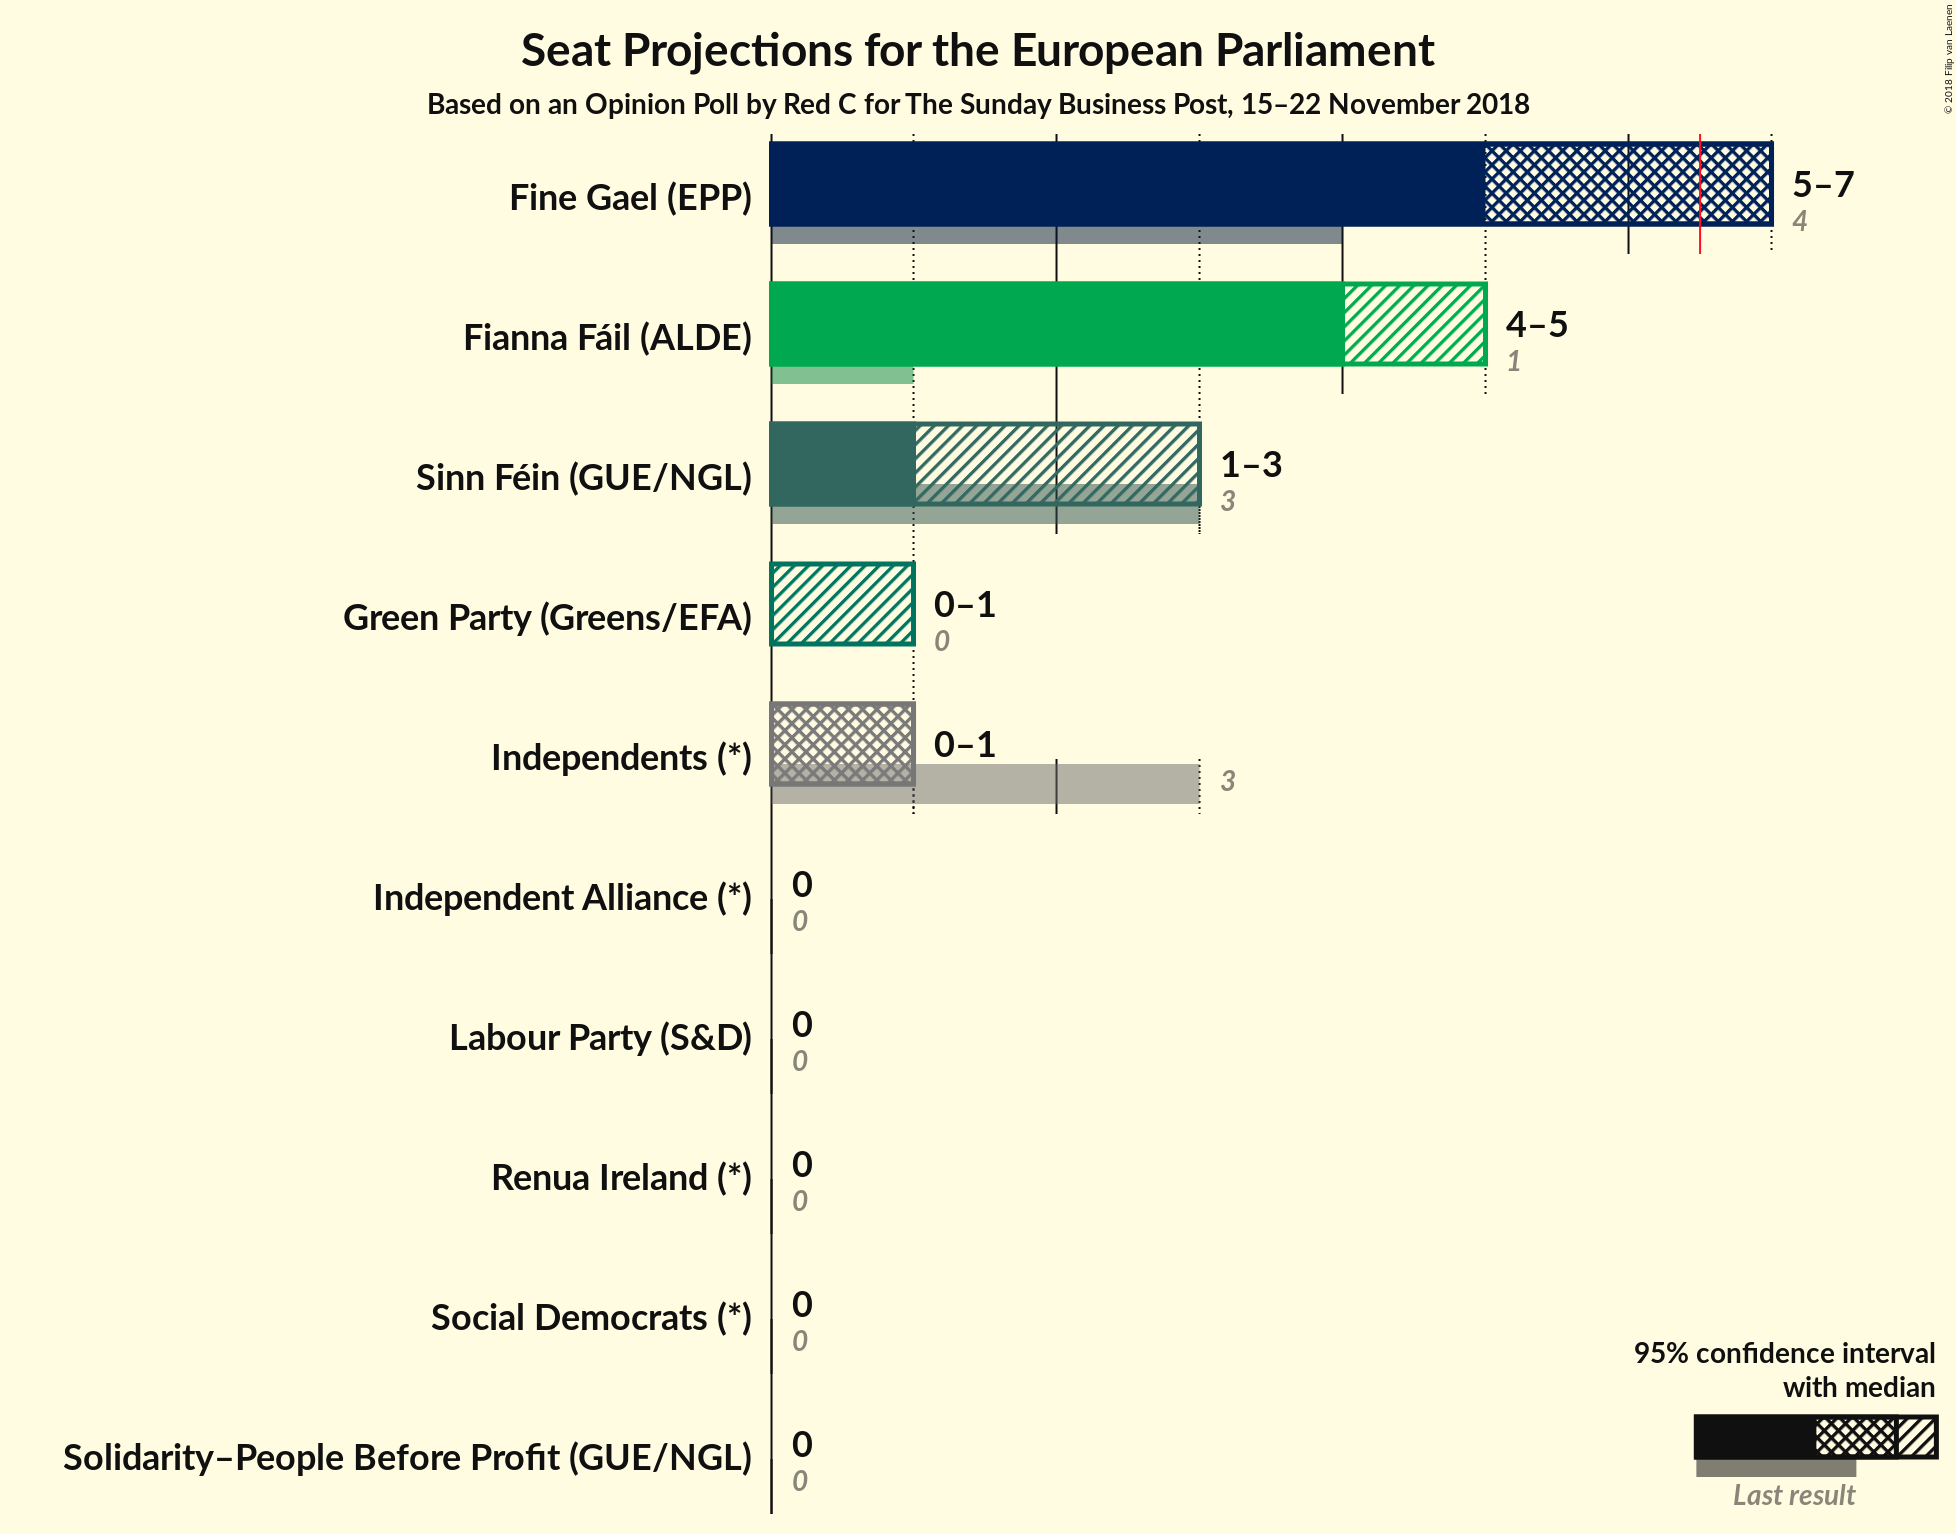 Seat Projections for the European Parliament
Based on an Opinion Poll by Red C for The Sunday Business Post, 15–22 November 2018
© 2018 Filip van Laenen
Fine Gael (EPP)
5–7
4
Fianna Fáil (ALDE)
4–5
1
Sinn Féin (GUE/NGL)
1–3
3
Green Party (Greens/EFA)
0–1
0
Independents (*)
0–1
3
Independent Alliance (*)
0
0
Labour Party (S&D)
0
0
Renua Ireland (*)
0
0
Social Democrats (*)
0
0
Solidarity–People Before Profit (GUE/NGL)
0
0
95% confidence interval
with median
Last result